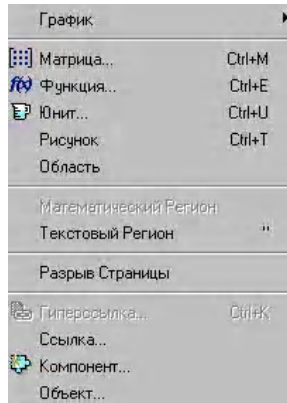 График
Матрица... Ctrl+M
f(x) Функция... Ctrl+E
Юнит... Ctrl+U
Рисунок Ctrl+T
Область
Математический Регион
Текстовый Регион "
Разрыв Страницы
Гиперссылка... Ctrl+K
Ссылка...
Компонент...
Объект...